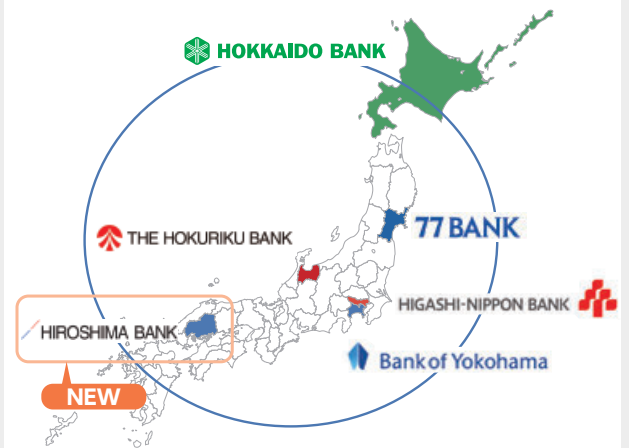 HOKKAIDO BANK
77 BANK
THE HOKURIKU BANK
HIGASHI-NIPPON BANK
HIROSHIMA BANK
Bank of Yokohama
NEW